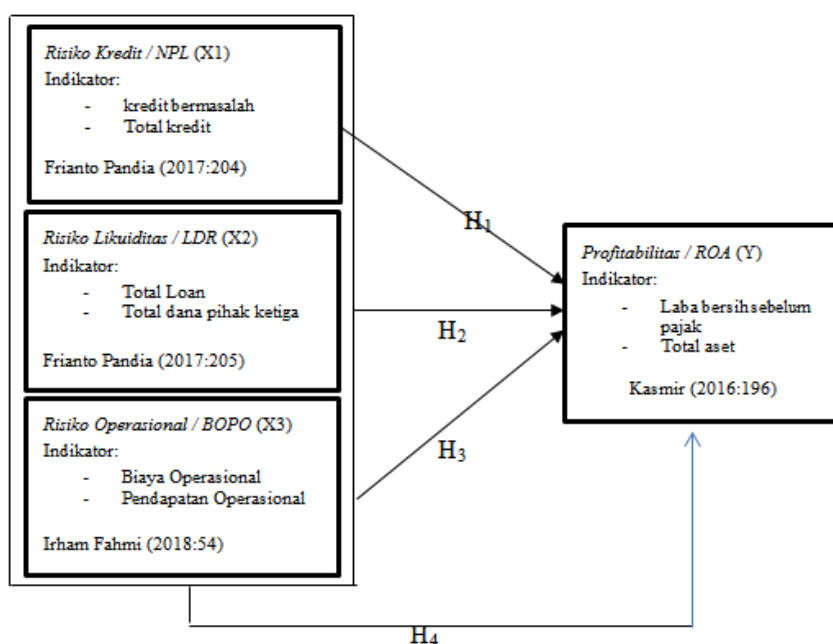 Risiko Kredit / NPL (X1)
Indikator:
- kredit bermasalah
- Total kredit
Frianto Pandia (2017:204)
Risiko Likuiditas / LDR (X2)
Indikator:
- Total Loan
- Total dana pihak ketiga
Frianto Pandia (2017:205)
Risiko Operasional / BOPO (X3)
Indikator:
- Biaya Operasional
- Pendapatan Operasional
Irham Fahmi (2018:54)
H1
H2
H3
H4
Profitabilitas / ROA (Y)
Indikator:
- Laba bersih sebelum
pajak
- Total aset
Kasmir (2016:196)